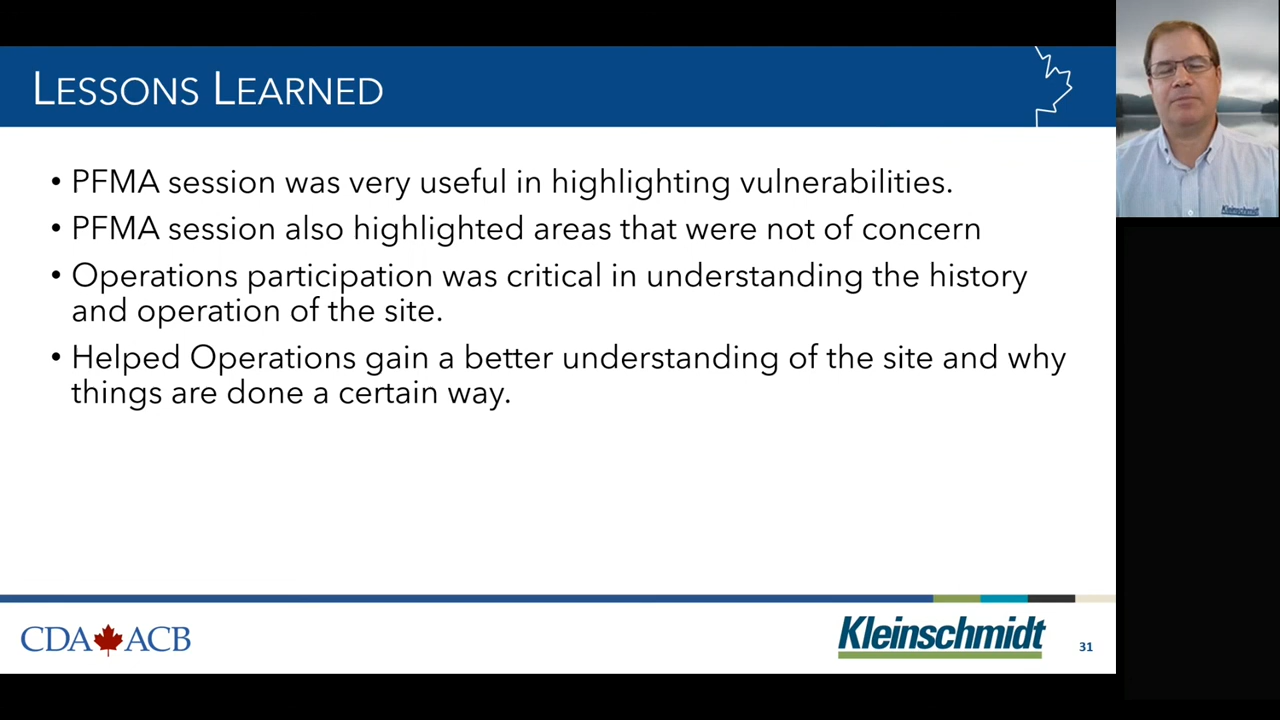 LESSONS LEARNED
• PFMA session was very useful in highlighting vulnerabilities.
• PFMA session also highlighted areas that were not of concern
• Operations participation was critical in understanding the history
and operation of the site.
• Helped Operations gain a better understanding of the site and why
things are done a certain way.
CDA ACB
Kleinschmidt
31
Kleinschmidt